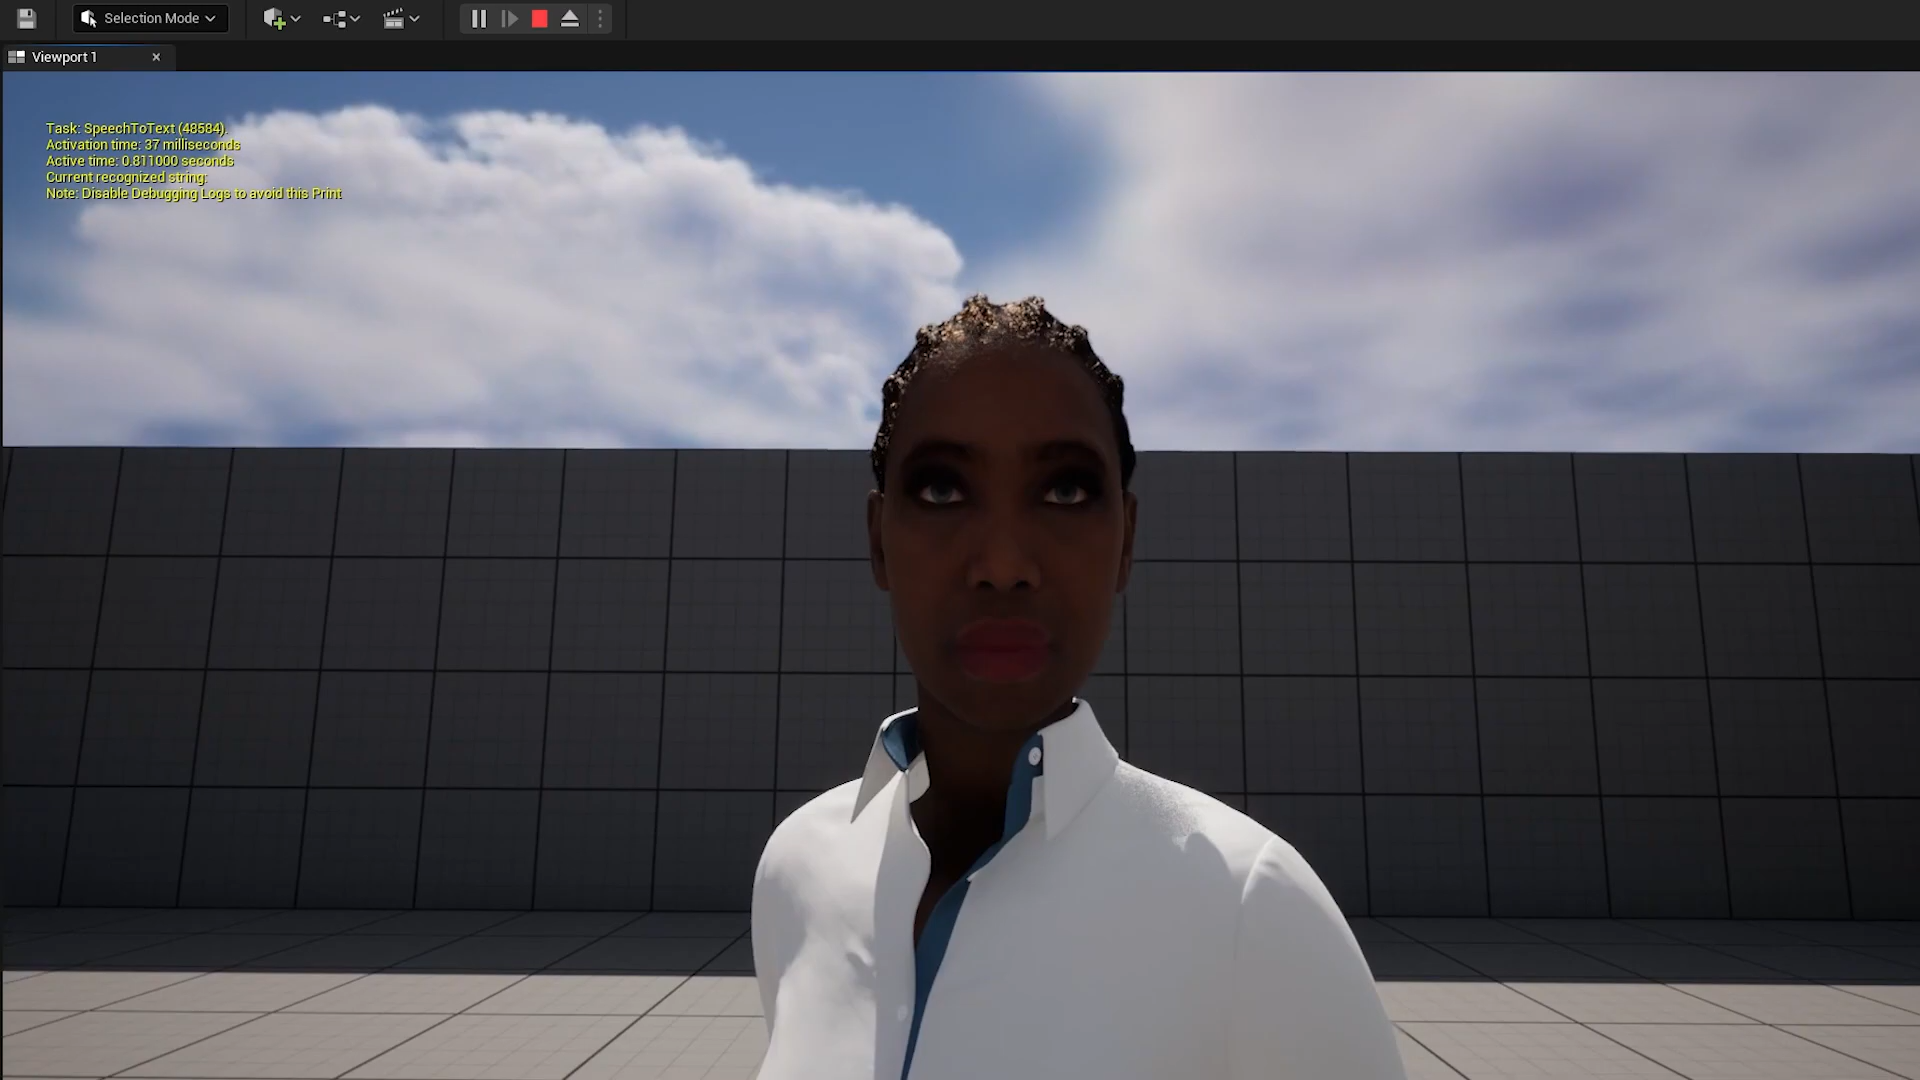 Selection Mode
Viewport 1
Task: SpeechToText (48584).
Activation time: 37 milliseconds
Active time: 0.811000 seconds
Current recognized string:
Note: Disable Debugging Logs to avoid this Print